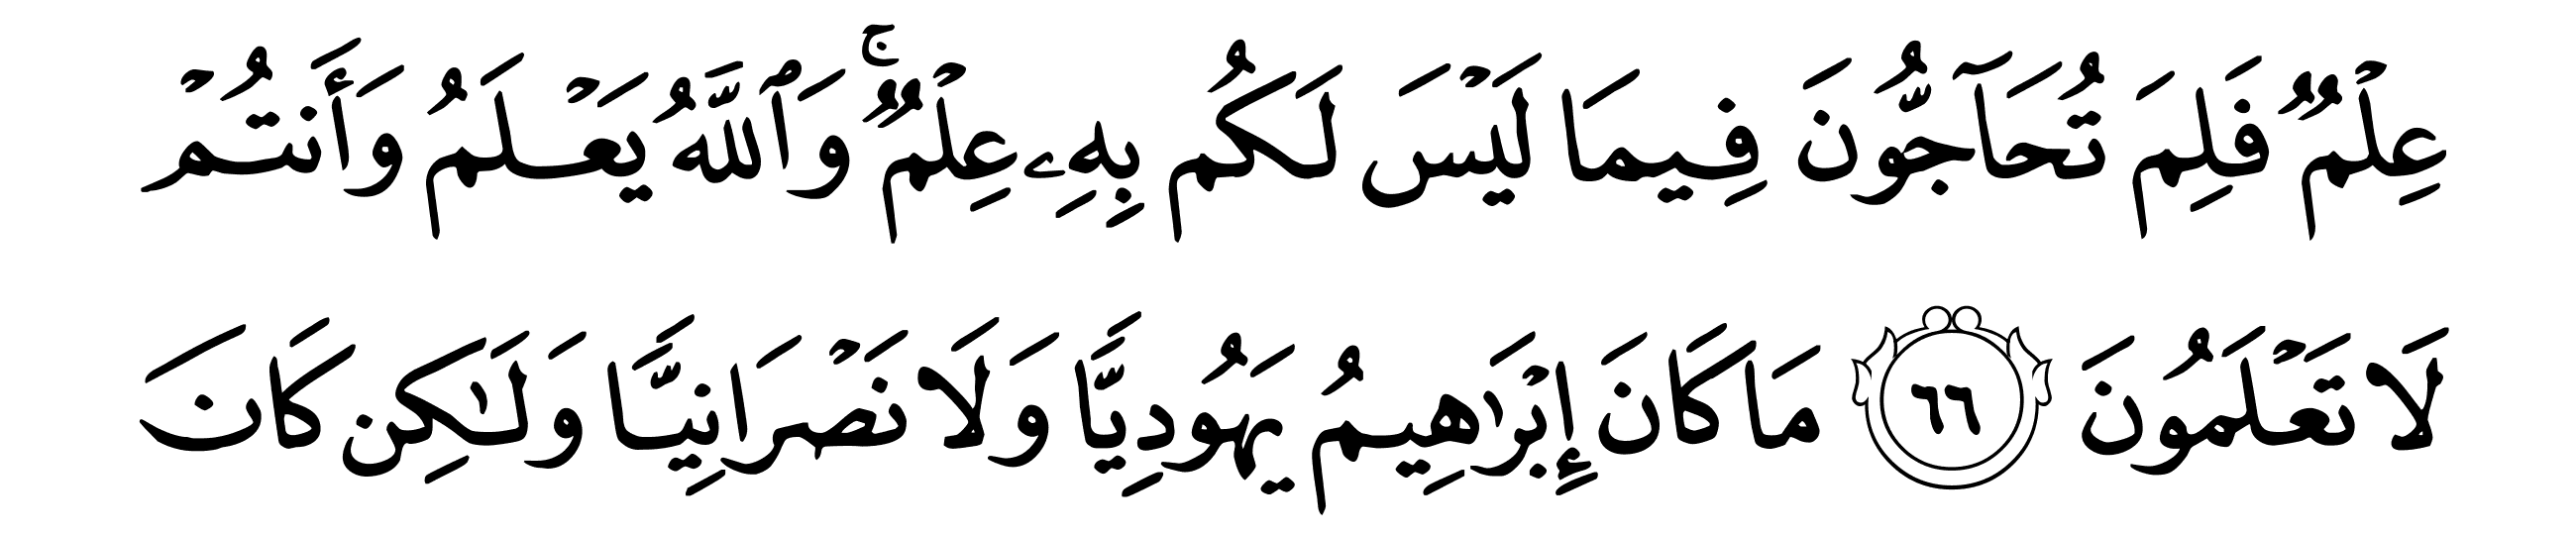 عِلۡمٞ فَلِمَ تُحَآجُّونَ فِيمَا لَيۡسَ لَكُم بِهِۦ عِلۡمٞۚ وَٱللَّهُ يَعۡلَمُ وَأَنتُمۡ
لَا تَعۡلَمُونَ ٦٦ مَا كَانَ إِبۡرَٰهِيمُ يَهُودِيّٗا وَلَا نَصۡرَانِيّٗا وَلَٰكِن كَانَ